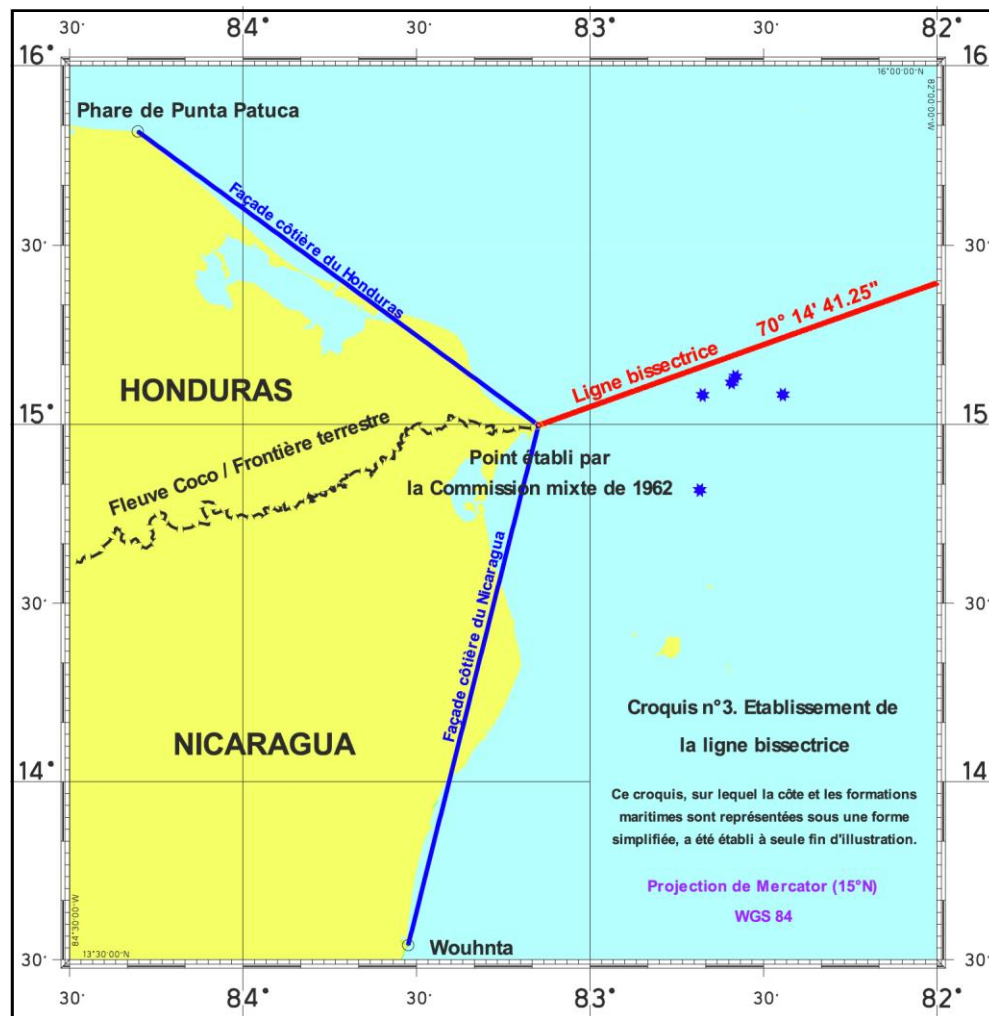 30' 84° 30' 83° 30' 82°
16° 16
16°00'00"N
82°00'00"W
Phare de Punta Patuca
Façade côtière du Honduras
30' 30'
70° 14' 41.25"
Ligne bissectrice
HONDURAS
15° 15
Fleuve Coco / Frontière terrestre
Point établi par
la Commission mixte de 1962
Façade côtière du Nicaragua
30' 30'
Croquis n°3. Etablissement de
la ligne bissectrice
NICARAGUA
14° 14
Ce croquis, sur lequel la côte et les formations
maritimes sont représentées sous une forme
simplifiée, a été établi à seule fin d'illustration.
Projection de Mercator (15°N)
WGS 84
84°30'00"W
13°30'00"N
Wouhnta
30' 30'
30' 84° 30' 83° 30' 82°